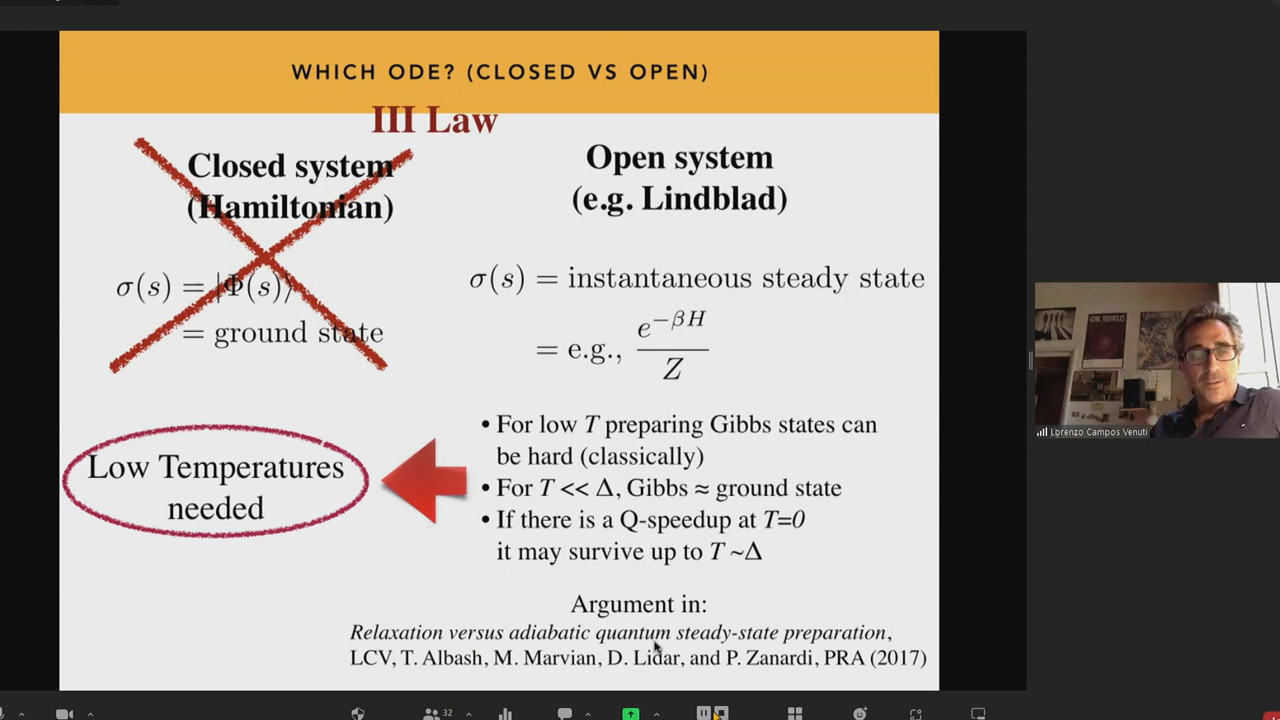 WHICH ODE? (CLOSED VS OPEN)
III Law
Closed system
(Hamiltonian)
σ(s) = |Φ(s)⟩
= ground state
Open system
(e.g. Lindblad)
σ(s) = instantaneous steady state
= e.g., e^{-βH} / Z
Low Temperatures
needed
• For low T preparing Gibbs states can
be hard (classically)
• For T << Δ, Gibbs ≈ ground state
• If there is a Q-speedup at T=0
it may survive up to T ~Δ
Argument in:
Relaxation versus adiabatic quantum steady-state preparation,
LCV, T. Albash, M. Marvian, D. Lidar, and P. Zanardi, PRA (2017)
Lorenzo Campos Venuti
32